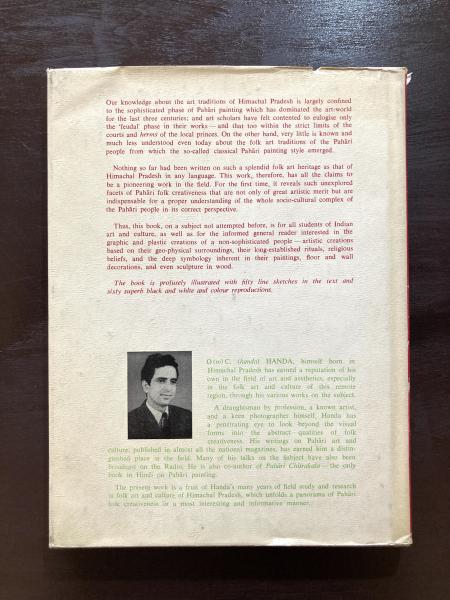 Our knowledge about the art traditions of Himachal Pradesh is largely confined
to the sophisticated phase of Pahāri painting which has dominated the art-world
for the last three centuries; and art scholars have felt contented to eulogise only
the 'feudal' phase in their works — and that too within the strict limits of the
courts and herms of the local princes. On the other hand, very little is known and
much less understood even today about the folk art traditions of the Pahāri
people from which the so-called classical Pahāri painting style emerged.
Nothing so far had been written on such a splendid folk art heritage as that of
Himachal Pradesh in any language. This work, therefore, has all the claims to
be a pioneering work in the field. For the first time, it reveals such unexplored
facets of Pahāri folk creativeness that are not only of great artistic merit but are
indispensable for a proper understanding of the whole socio-cultural complex of
the Pahāri people in its correct perspective.
Thus, this book, on a subject not attempted before, is for all students of Indian
art and culture, as well as for the informed general reader interested in the
graphic and plastic creations of a non-sophisticated people — artistic creations
based on their geo-physical surroundings, their long-established rituals, religious
beliefs, and the deep symbology inherent in their paintings, floor and wall
decorations, and even sculpture in wood.
The book is profusely illustrated with fifty line sketches in the text and
sixty superb black and white and colour reproductions.
O(m) C. (handa) HANDA, himself born in
Himachal Pradesh has earned a reputation of his
own in the field of art and aesthetics, especially
in the folk art and culture of this remote
region, through his various works on the subject.
A draughtsman by profession, a known artist,
and a keen photographer himself, Honda has
a penetrating eye to look beyond the visual
forms into the abstract qualities of folk
creativeness. His writings on Pahāri art and
culture, published in almost all the national magazines, has earned him a distin-
guished place in the field. Many of his talks on the subject have also been
broadcast on the Radio. He is also co-author of Pahāri Chitrakala — the only
book in Hindi on Pahāri painting.
The present work is a fruit of Handa's many years of field study and research
in folk art and culture of Himachal Pradesh, which unfolds a panorama of Pahāri
folk creativeness in a most interesting and informative manner.